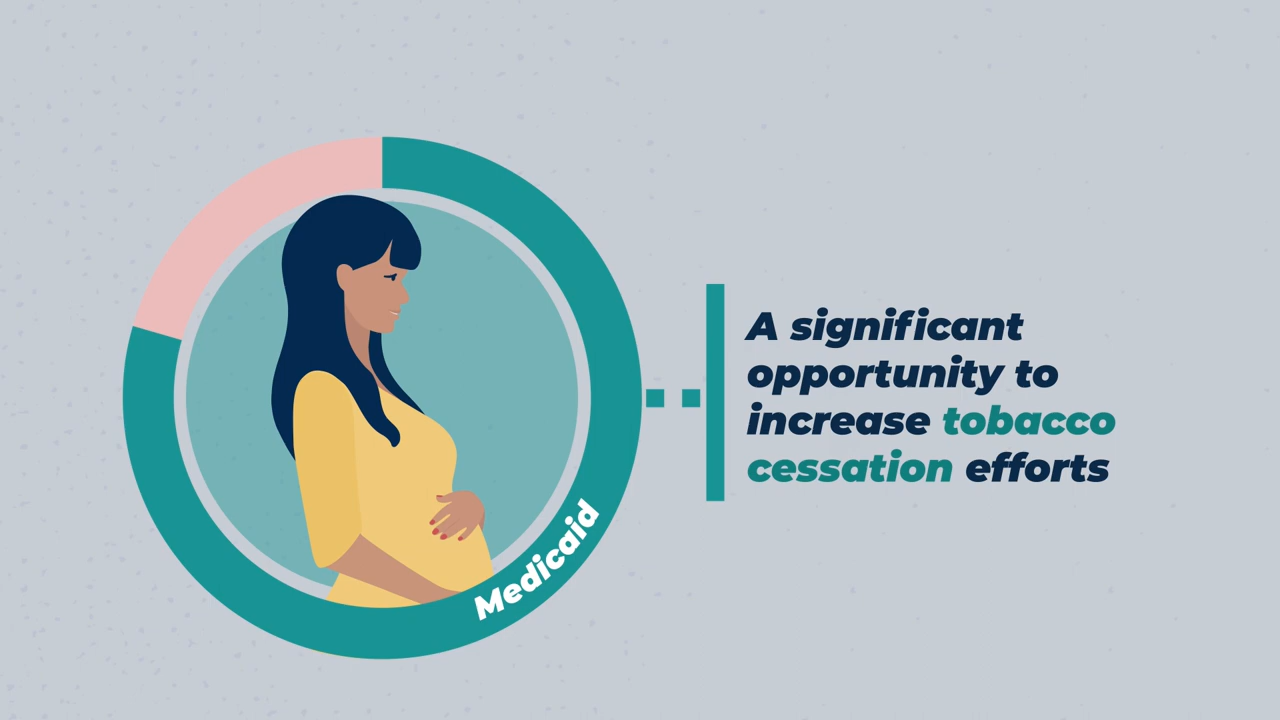 Medicaid
A significant
opportunity to
increase tobacco
cessation efforts